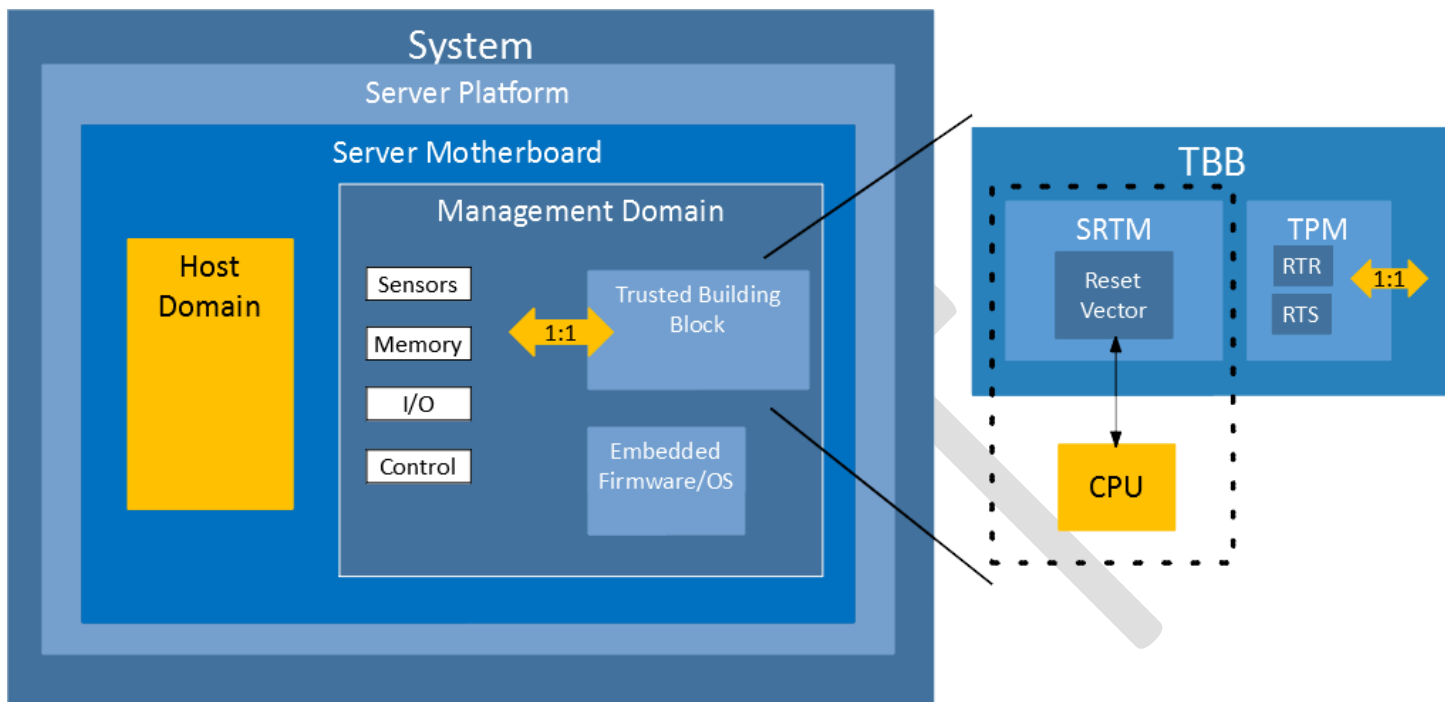 System
Server Platform
Server Motherboard
Management Domain
Host
Domain
Sensors
Memory
I/O
Control
1:1
Trusted Building
Block
Embedded
Firmware/OS
TBB
SRTM
Reset
Vector
TPM
RTR
RTS
1:1
CPU